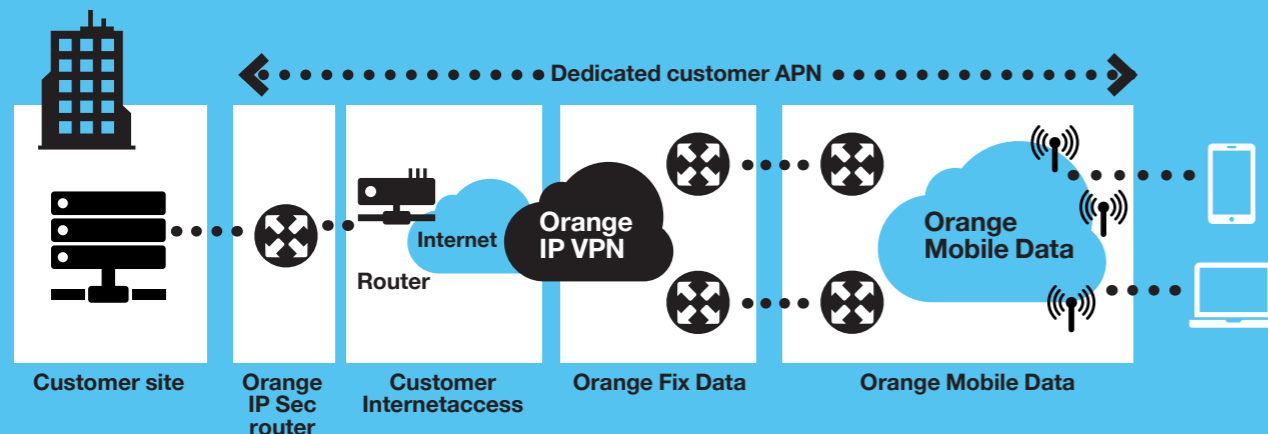 Dedicated customer APN
Internet
Router
Orange
IP VPN
Orange
Mobile Data
Customer site
Orange
IP Sec
router
Customer
Internetaccess
Orange Fix Data
Orange Mobile Data